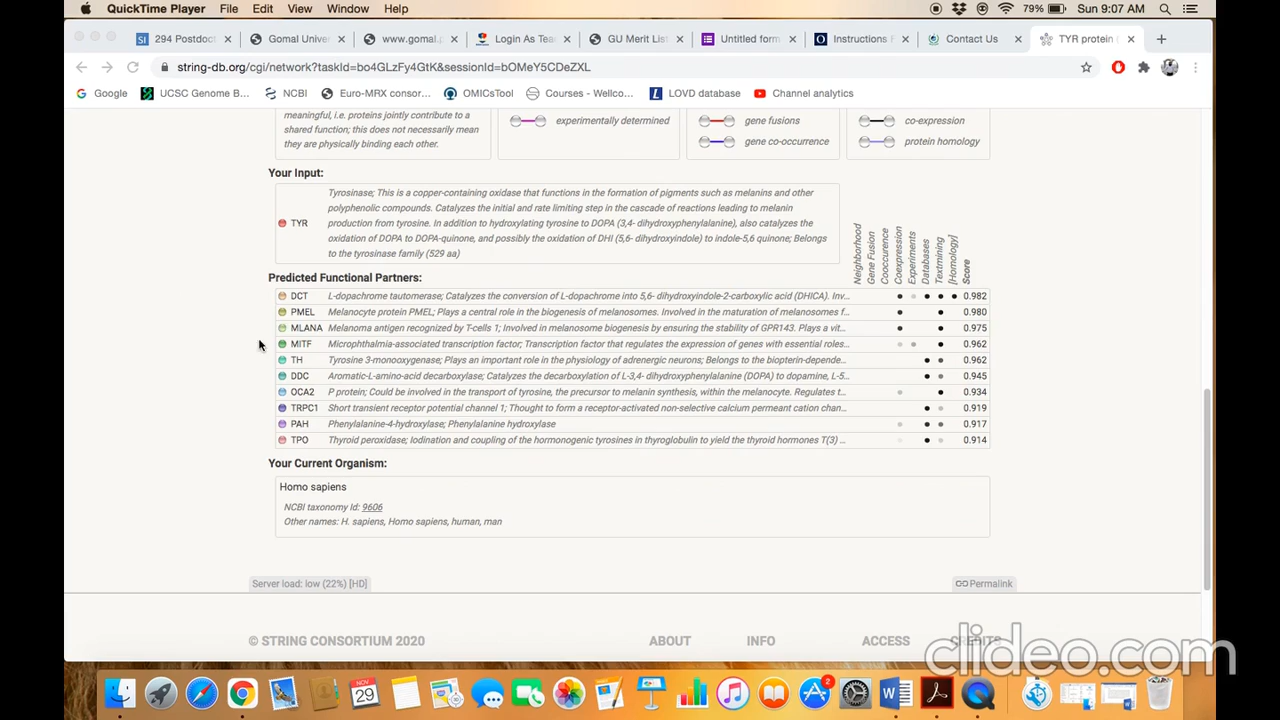 QuickTime Player File Edit View Window Help 79% Sun 9:07 AM
294 Postdoct Gomal Univer www.gomal.p Login As Tea GU Merit List Untitled form Instructions F Contact Us TYR protein (
string-db.org/cgi/network?taskId=bo4GLzFy4GtK&sessionId=bOMeY5CDeZXL
Google UCSC Genome B... NCBI Euro-MRX consor... OMICsTool Courses - Wellco... LOVD database Channel analytics
meaningful, i.e. proteins jointly contribute to
shared function; this does not necessarily mean
they are physically binding each other.
experimentally determined
gene fusions
gene co-occurrence
co-expression
protein homology
Your Input:
TYR
Tyrosinase; This is a copper-containing oxidase that functions in the formation of pigments such as melanins and other
polyphenolic compounds. Catalyzes the initial and rate limiting step in the cascade of reactions leading to melanin
production from tyrosine. In addition to hydroxylating tyrosine to DOPA (3,4- dihydroxyphenylalanine), also catalyzes the
oxidation of DOPA to DOPA-quinone, and possibly the oxidation of DHI (5,6- dihydroxyindole) to indole-5,6 quinone; Belongs
to the tyrosinase family (529 aa)
Neighborhood
Gene Fusion
Cooccurence
Coexpression
Experiments
Databases
Textmining
[Homology]
Score
Predicted Functional Partners:
DCT L-dopachrome tautomerase; Catalyzes the conversion of L-dopachrome into 5,6- dihydroxyindole-2-carboxylic acid (DHICA). Inv... 0.982
PMEL Melanocyte protein PMEL; Plays a central role in the biogenesis of melanosomes. Involved in the maturation of melanosomes f... 0.980
MLANA Melanoma antigen recognized by T-cells 1; Involved in melanosome biogenesis by ensuring the stability of GPR143. Plays a vit... 0.975
MITF Microphthalmia-associated transcription factor; Transcription factor that regulates the expression of genes with essential roles... 0.962
TH Tyrosine 3-monooxygenase; Plays an important role in the physiology of adrenergic neurons; Belongs to the biopterin-depende... 0.962
DDC Aromatic-L-amino-acid decarboxylase; Catalyzes the decarboxylation of L-3,4- dihydroxyphenylalanine (DOPA) to dopamine, L-5... 0.945
OCA2 P protein; Could be involved in the transport of tyrosine, the precursor to melanin synthesis, within the melanocyte. Regulates t... 0.934
TRPC1 Short transient receptor potential channel 1; Thought to form a receptor-activated non-selective calcium permeant cation chan... 0.919
PAH Phenylalanine-4-hydroxylase; Phenylalanine hydroxylase 0.917
TPO Thyroid peroxidase; Iodination and coupling of the hormonogenic tyrosines in thyroglobulin to yield the thyroid hormones T(3) ... 0.914
Your Current Organism:
Homo sapiens
NCBI taxonomy Id: 9606
Other names: H. sapiens, Homo sapiens, human, man
Server load: low (22%) [HD] Permalink
© STRING CONSORTIUM 2020 ABOUT INFO ACCESS CREDITS
clideo.com
NOV
29
2